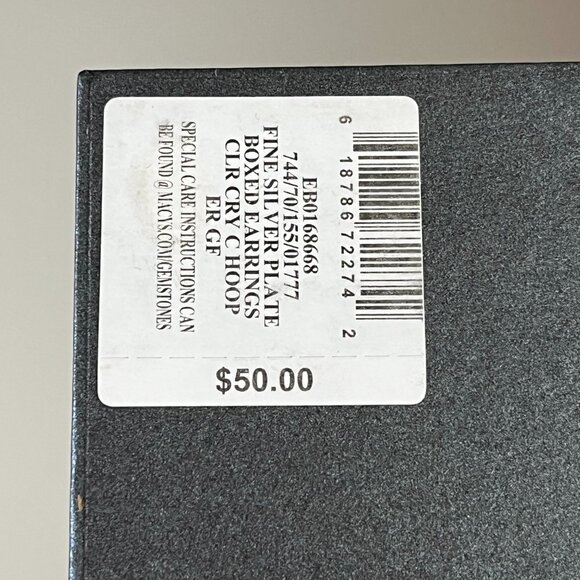 6 18786 72274 2
EB0168668
744/70/155/01777
FINE SILVER PLATE
BOXED EARRINGS
CLR CRY C HOOP
ER GF
SPECIAL CARE INSTRUCTIONS CAN
BE FOUND @ MACYS.COM/GEMSTONES
$50.00